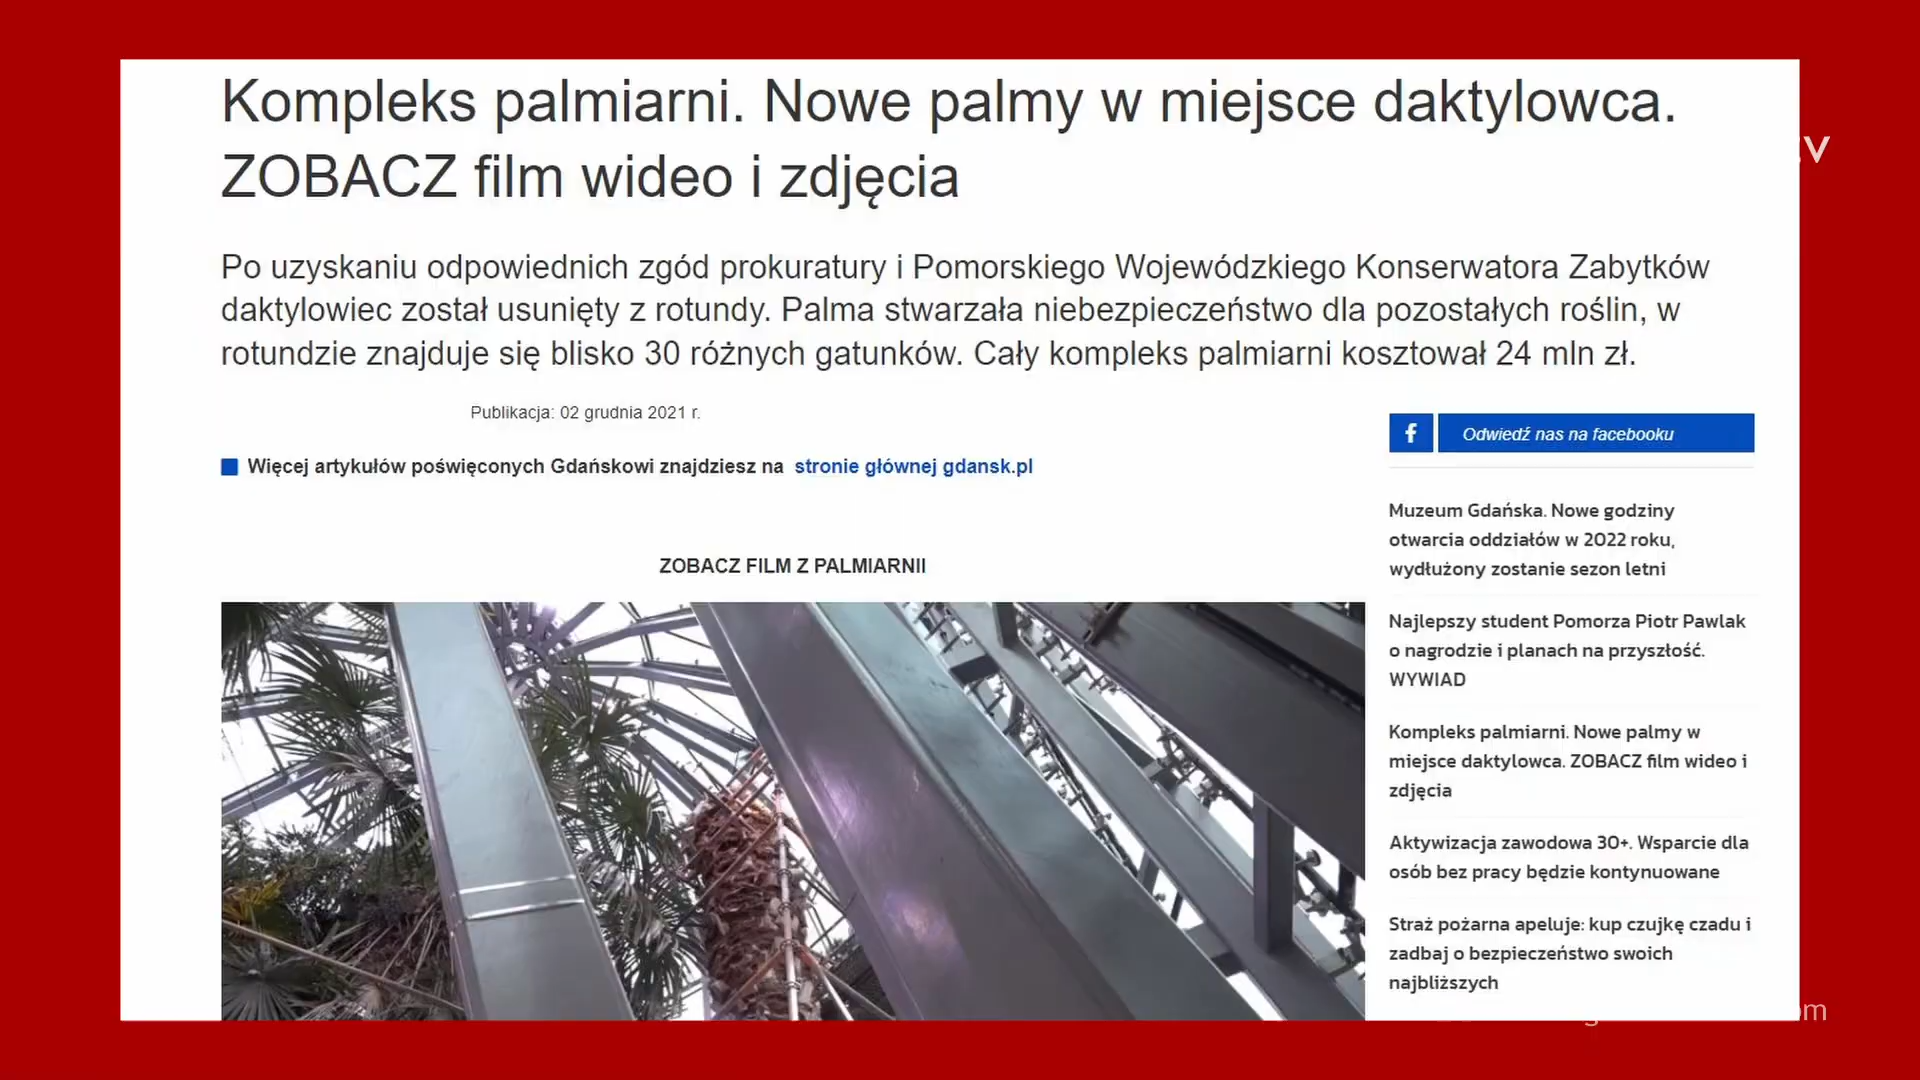 Kompleks palmiarni. Nowe palmy w miejsce daktylowca.
ZOBACZ film wideo i zdjęcia
Po uzyskaniu odpowiednich zgód prokuratury i Pomorskiego Wojewódzkiego Konserwatora Zabytków
daktylowiec został usunięty z rotundy. Palma stwarzała niebezpieczeństwo dla pozostałych roślin, w
rotundzie znajduje się blisko 30 różnych gatunków. Cały kompleks palmiarni kosztował 24 mln zł.
Publikacja: 02 grudnia 2021 r.
Więcej artykułów poświęconych Gdańskowi znajdziesz na stronie głównej gdansk.pl
ZOBACZ FILM Z PALMIARNII
f Odwiedź nas na facebooku
Muzeum Gdańska. Nowe godziny
otwarcia oddziałów w 2022 roku,
wydłużony zostanie sezon letni
Najlepszy student Pomorza Piotr Pawlak
o nagrodzie i planach na przyszłość.
WYWIAD
Kompleks palmiarni. Nowe palmy w
miejsce daktylowca. ZOBACZ film wideo i
zdjęcia
Aktywizacja zawodowa 30+. Wsparcie dla
osób bez pracy będzie kontynuowane
Straż pożarna apeluje: kup czujkę czadu i
zadbaj o bezpieczeństwo swoich
najbliższych